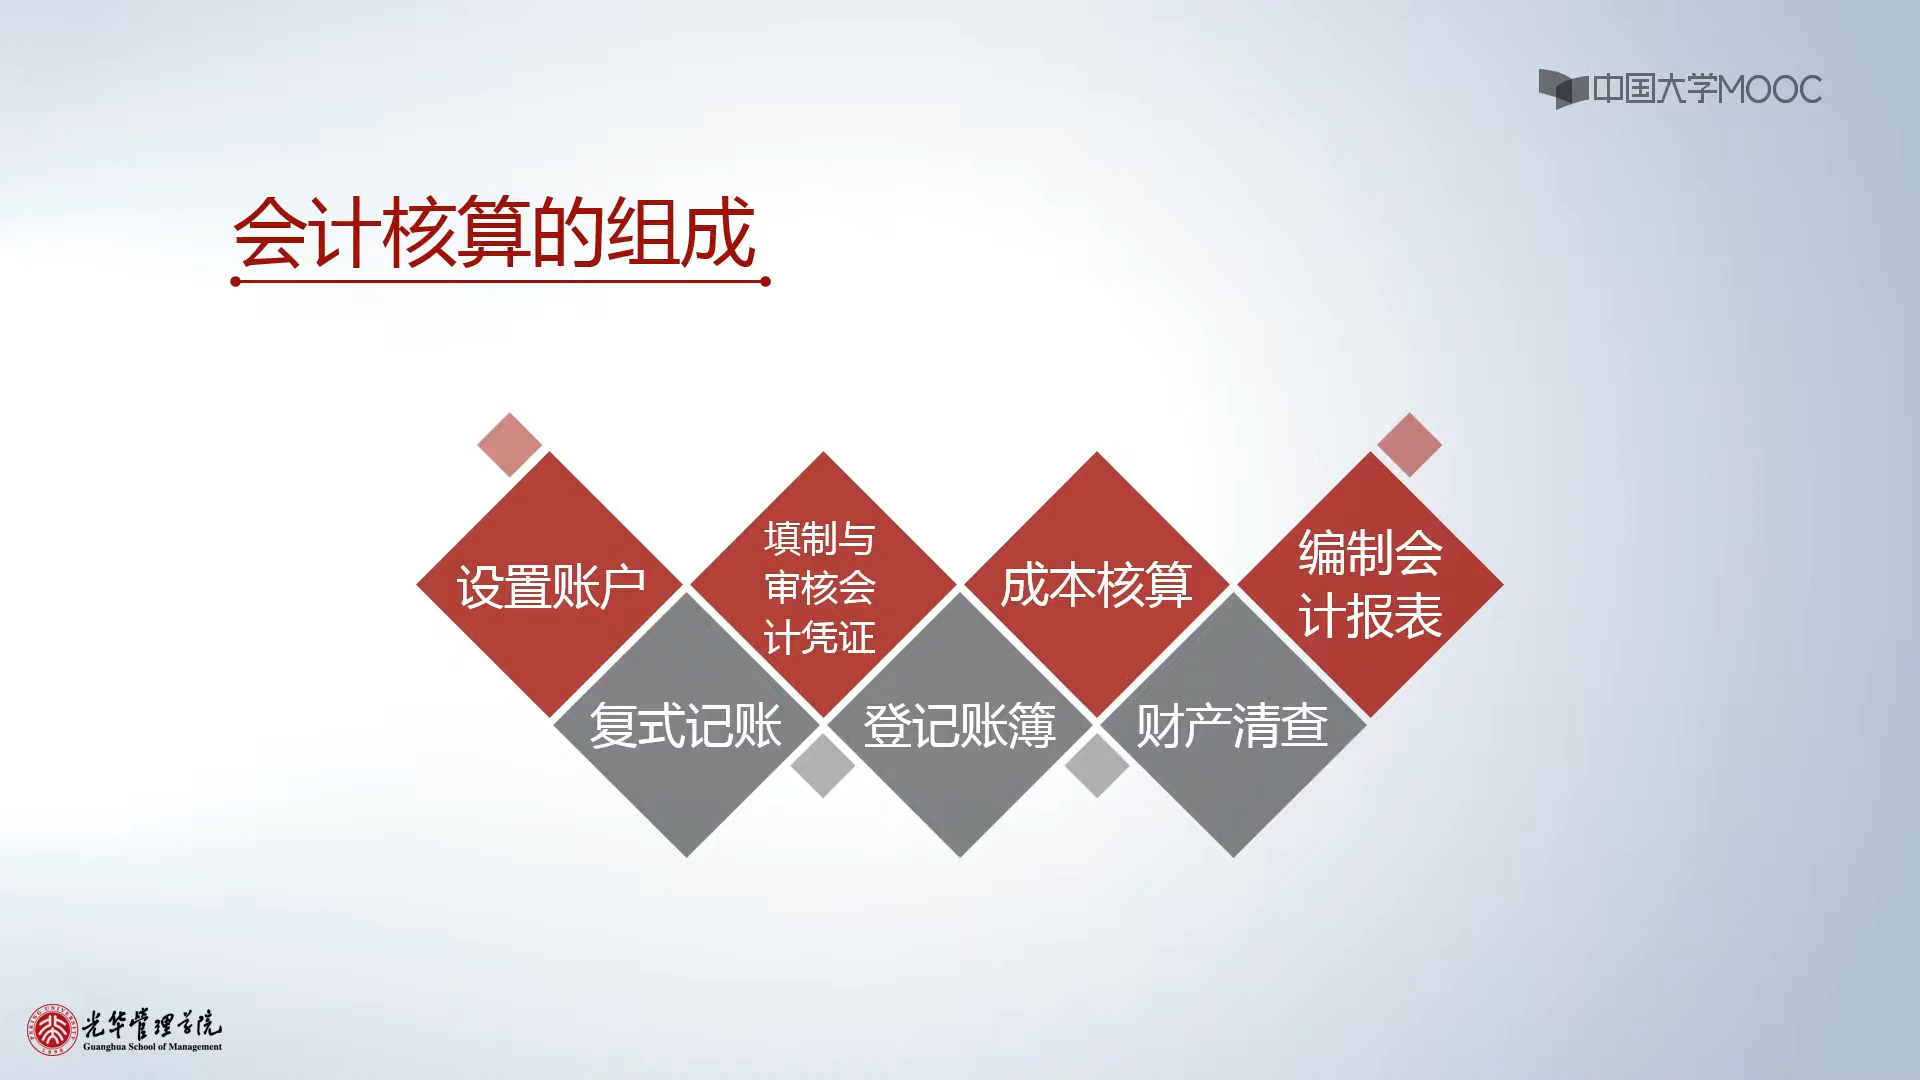 中国大学MOOC
会计核算的组成
设置账户
填制与
审核会
计凭证
成本核算
编制会
计报表
复式记账
登记账簿
财产清查
PEKING UNIVERSITY
1898
光华管理学院
Guanghua School of Management